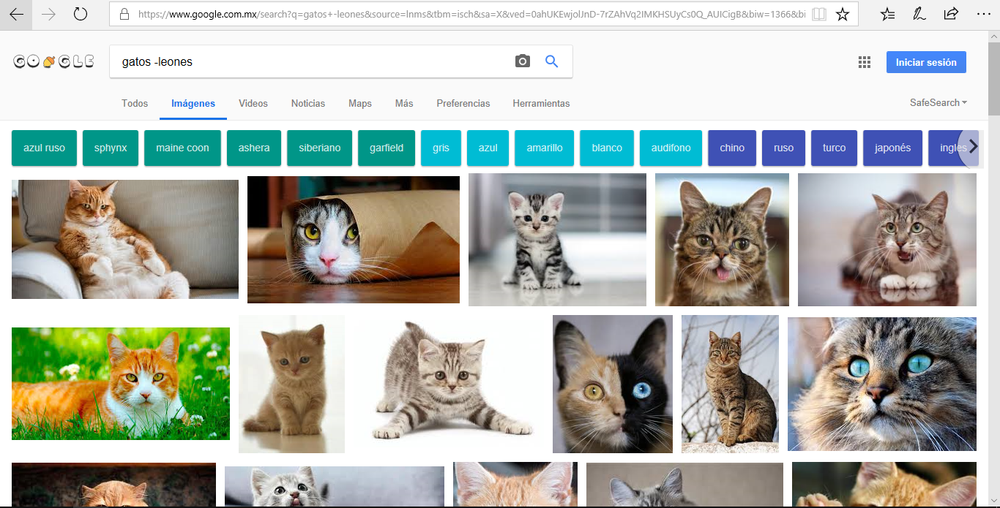 https://www.google.com.mx/search?q=gatos+-leones&source=lnms&tbm=isch&sa=X&ved=0ahUKEwjolJnD-7rZAhVq2IMKHSUyCs0Q_AUICigB&biw=1366&bi
GOOGLE
gatos -leones
Iniciar sesión
Todos Imágenes Videos Noticias Maps Más Preferencias Herramientas SafeSearch
azul ruso sphynx maine coon ashera siberiano garfield gris azul amarillo blanco audifono chino ruso turco japonés ingles